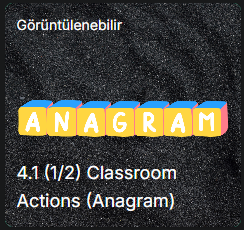 Görüntülenebilir
ANAGRAM
4.1 (1/2) Classroom
Actions (Anagram)